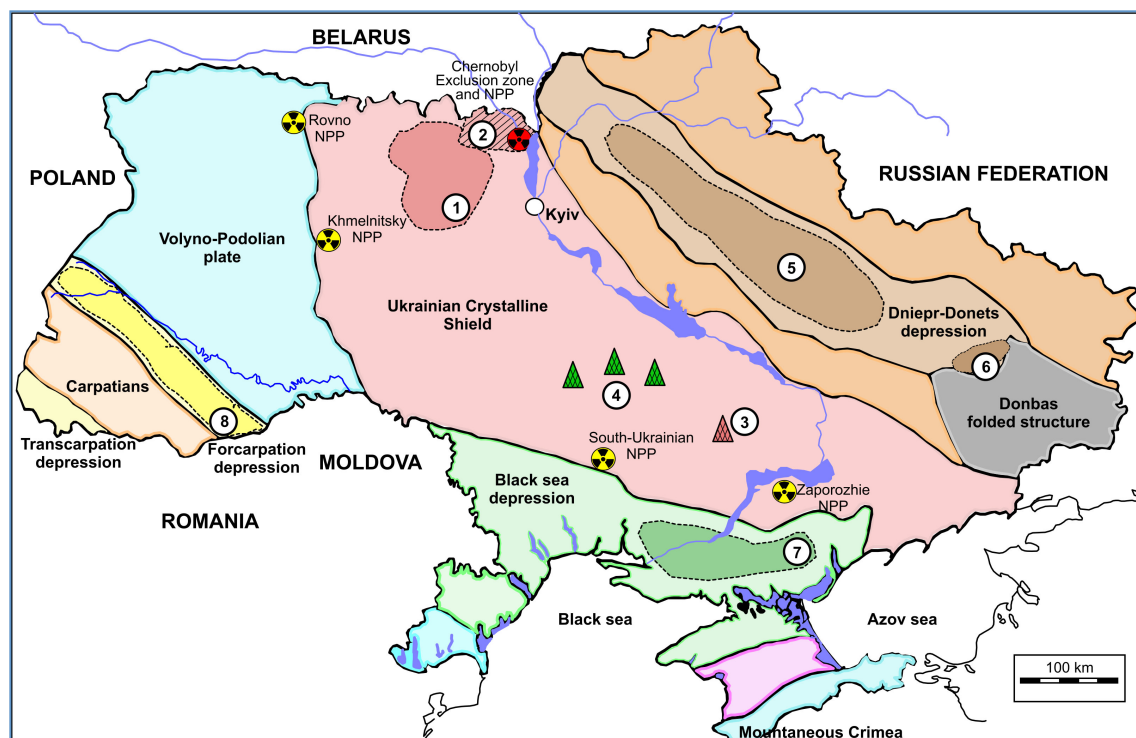 BELARUS
Chernobyl
Exclusion zone
and NPP
Rovno
NPP
2
POLAND
RUSSIAN FEDERATION
1
Kyiv
Khmelnitsky
NPP
Volyno-Podolian
plate
5
Ukrainian Crystalline
Shield
Dniepr-Donets
depression
6
Carpatians
4
Donbas
folded structure
8
3
Transcarpation
depression
Forcarpation
depression
MOLDOVA
South-Ukrainian
NPP
Black sea
depression
Zaporozhie
NPP
ROMANIA
7
Black sea
Azov sea
100 km
Mountaneous Crimea